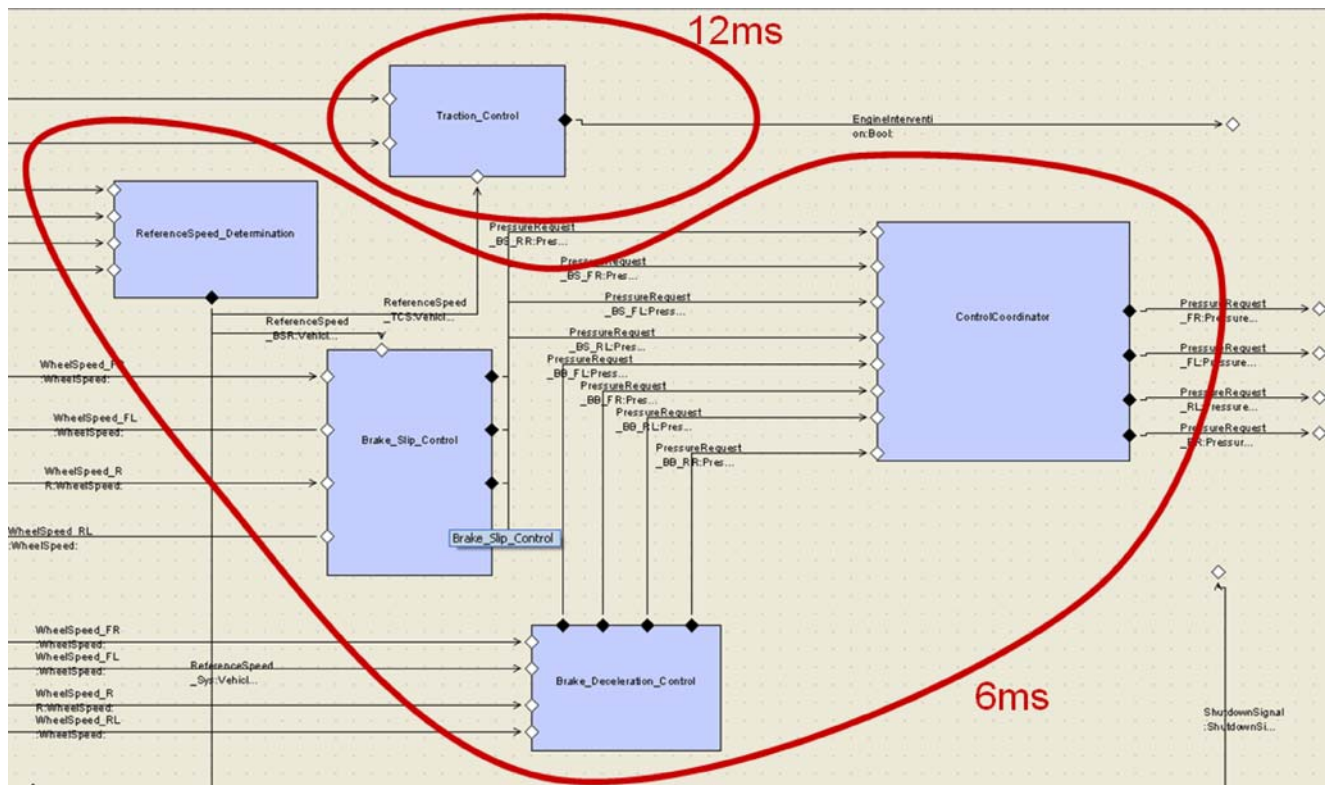 12ms
Traction_Control
EngineInterventi
on:Bool:
ReferenceSpeed_Determination
PressureRequest
_BS_RR:Pres...
PressureRequest
_BS_FR:Pres...
PressureRequest
_BS_FL:Press...
PressureRequest
_BS_RL:Pres...
PressureRequest
_BB_FL:Press...
PressureRequest
_BB_FR:Pres...
PressureRequest
_BB_RL:Pres...
PressureRequest
_BB_RR:Pres...
ControlCoordinator
PressureRequest
_FR:Pressure...
PressureRequest
_FL:Pressure...
PressureRequest
_RL:Pressure...
PressureRequest
ReferenceSpeed
_TCS:Vehicl...
ReferenceSpeed
_BSR:Vehicl...
:WheelSpeed:
WheelSpeed_FL
:WheelSpeed:
WheelSpeed_R
R:WheelSpeed:
WheelSpeed_RL
:WheelSpeed:
Brake_Slip_Control
Brake_Slip_Control
WheelSpeed_FR
:WheelSpeed:
WheelSpeed_FL
:WheelSpeed:
WheelSpeed_R
R:WheelSpeed:
WheelSpeed_RL
:WheelSpeed:
ReferenceSpeed
_Sys:Vehicl...
Brake_Deceleration_Control
6ms
ShutdownSignal
:ShutdownSi...